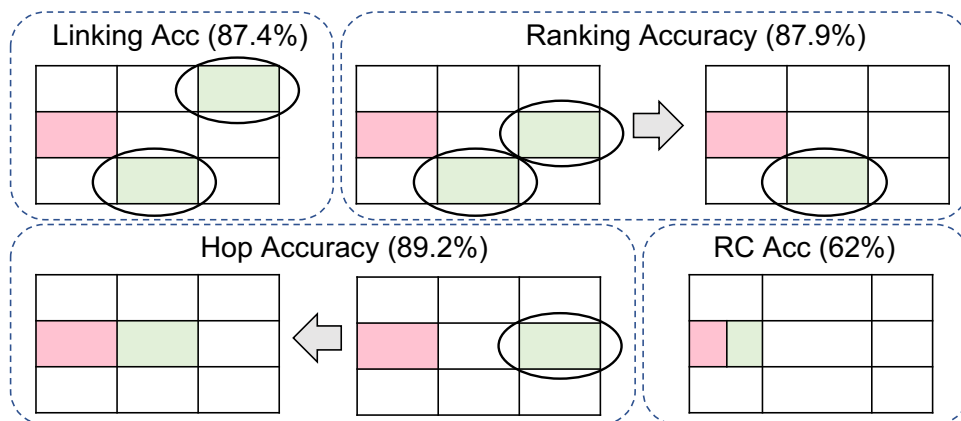 Linking Acc (87.4%)
Ranking Accuracy (87.9%)
Hop Accuracy (89.2%)
RC Acc (62%)